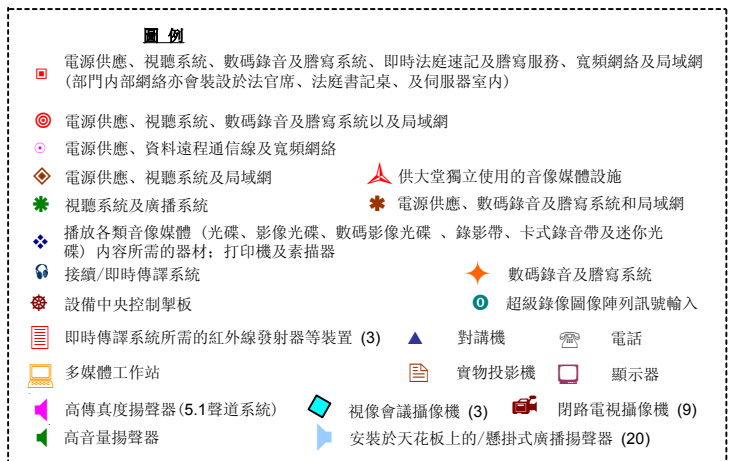 圖 例
電源供應、視聽系統、數碼錄音及謄寫系統、即時法庭速記及謄寫服務、寬頻網絡及局域網
(部門內部網絡亦會裝設於法官席、法庭書記桌、及伺服器室內)
電源供應、視聽系統、數碼錄音及謄寫系統以及局域網
電源供應、資料遠程通信線及寬頻網絡
電源供應、視聽系統及局域網
供大堂獨立使用的音像媒體設施
視聽系統及廣播系統
電源供應、數碼錄音及謄寫系統和局域網
播放各類音像媒體 (光碟、影像光碟、數碼影像光碟 、錄影帶、卡式錄音帶及迷你光
碟) 內容所需的器材; 打印機及素描器
接續/即時傳譯系統
數碼錄音及謄寫系統
設備中央控制掣板
0 超級錄像圖像陣列訊號輸入
即時傳譯系統所需的紅外線發射器等裝置 (3)
對講機
電話
多媒體工作站
實物投影機
顯示器
高傳真度揚聲器(5.1聲道系統)
視像會議攝像機 (3)
閉路電視攝像機 (9)
高音量揚聲器
安裝於天花板上的/懸掛式廣播揚聲器 (20)